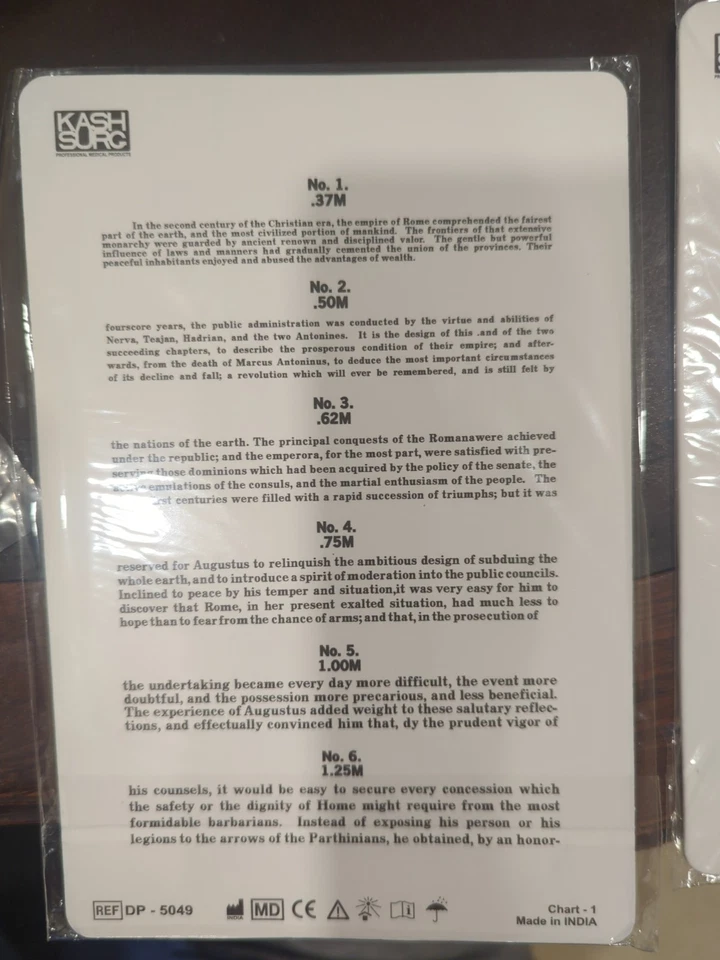 KASH
SURG
PROFESSIONAL MEDICAL PRODUCTS
No. 1.
.37M
In the second century of the Christian era, the empire of Rome comprehended the fairest
part of the earth, and the most civilized portion of mankind. The frontiers of that extensive
monarchy were guarded by ancient renown and disciplined valor. The gentle but powerful
influence of laws and manners had gradually cemented the union of the provinces. Their
peaceful inhabitants enjoyed and abused the advantages of wealth.
No. 2.
.50M
fourscore years, the public administration was conducted by the virtue and abilities of
Nerva, Teajan, Hadrian, and the two Antonines. It is the design of this .and of the two
succeeding chapters, to describe the prosperous condition of their empire; and after-
wards, from the death of Marcus Antoninus, to deduce the most important circumstances
of its decline and fall; a revolution which will ever be remembered, and is still felt by
No. 3.
.62M
the nations of the earth. The principal conquests of the Romanawere achieved
under the republic; and the emperora, for the most part, were satisfied with pre-
serving those dominions which had been acquired by the policy of the senate, the
emulations of the consuls, and the martial enthusiasm of the people. The
centuries were filled with a rapid succession of triumphs; but it was
No. 4.
.75M
reserved for Augustus to relinquish the ambitious design of subduing the
whole earth, and to introduce a spirit of moderation into the public councils.
Inclined to peace by his temper and situation,it was very easy for him to
discover that Rome, in her present exalted situation, had much less to
hope than to fear from the chance of arms; and that, in the prosecution of
No. 5.
1.00M
the undertaking became every day more difficult, the event more
doubtful, and the possession more precarious, and less beneficial.
The experience of Augustus added weight to these salutary reflec-
tions, and effectually convinced him that, dy the prudent vigor of
No. 6.
1.25M
his counsels, it would be easy to secure every concession which
the safety or the dignity of Home might require from the most
formidable barbarians. Instead of exposing his person or his
legions to the arrows of the Parthinians, he obtained, by an honor-
REF DP - 5049 INDIA MD CE Chart - 1
Made in INDIA